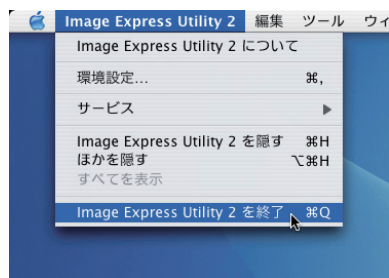 Image Express Utility 2 編集 ツール ウィ
Image Express Utility 2 について
環境設定... ⌘,
サービス ▶
Image Express Utility 2 を隠す ⌘H
ほかを隠す ⌥⌘H
すべてを表示
Image Express Utility 2 を終了 ⌘Q